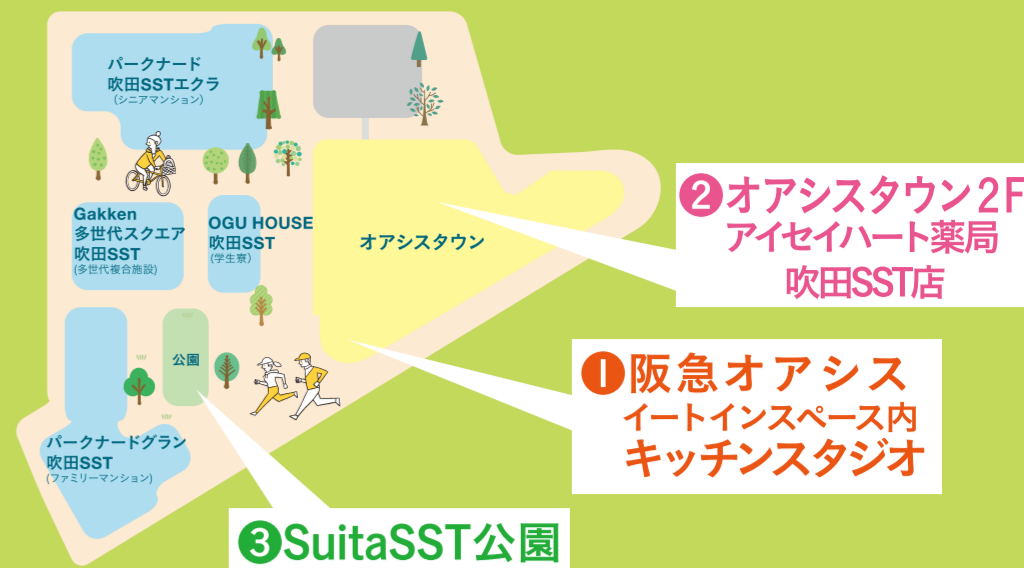 パークナード
吹田SSTエクラ
(シニアマンション)
Gakken
多世代スクエア
吹田SST
(多世代複合施設)
OGU HOUSE
吹田SST
(学生寮)
オアシスタウン
公園
パークナードグラン
吹田SST
(ファミリーマンション)
❷オアシスタウン2F
アイセイハート薬局
吹田SST店
❶阪急オアシス
イートインスペース内
キッチンスタジオ
❸SuitaSST公園